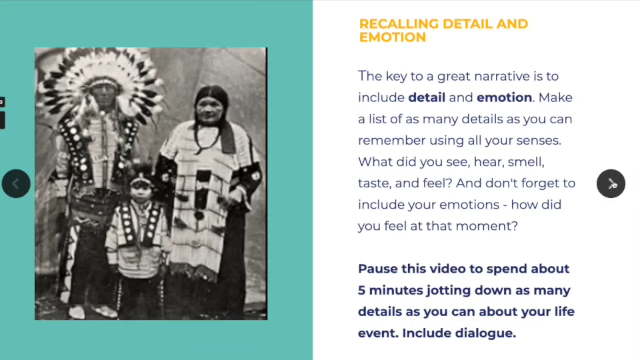 RECALLING DETAIL AND
EMOTION
The key to a great narrative is to
include detail and emotion. Make
a list of as many details as you can
remember using all your senses.
What did you see, hear, smell,
taste, and feel? And don't forget to
include your emotions - how did
you feel at that moment?
Pause this video to spend about
5 minutes jotting down as many
details as you can about your life
event. Include dialogue.